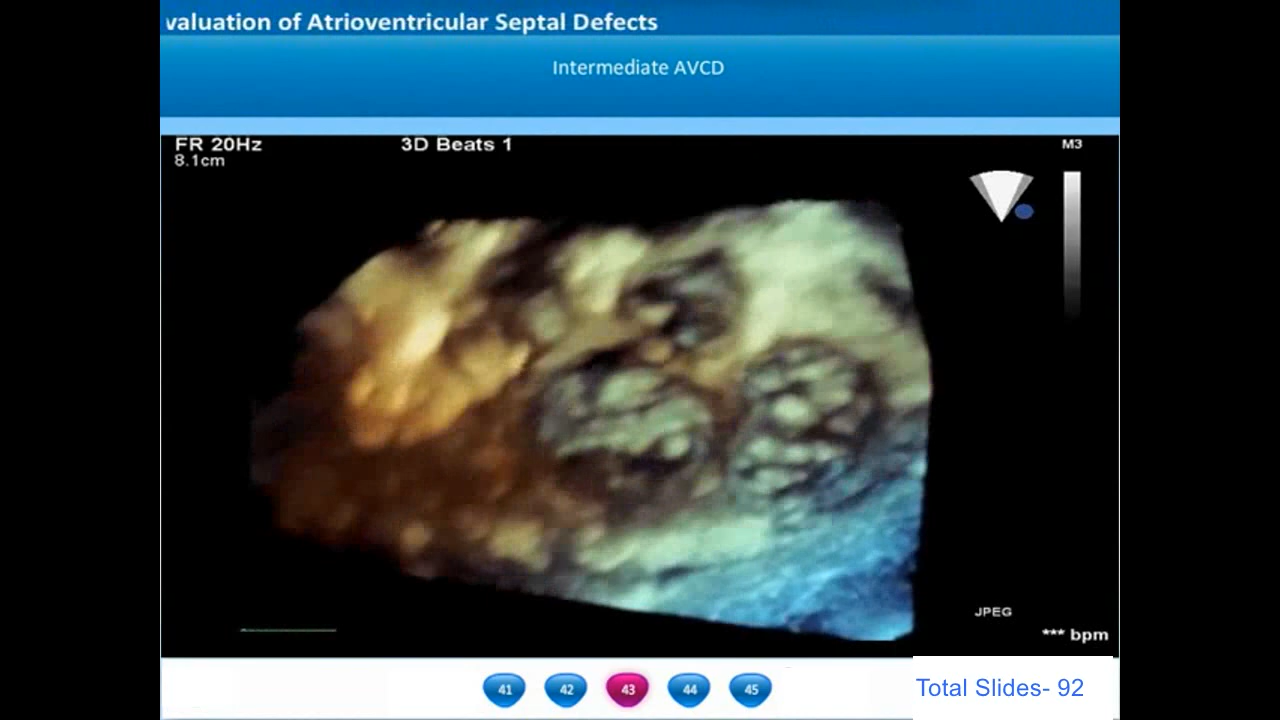 valuation of Atrioventricular Septal Defects
Intermediate AVCD
FR 20Hz
8.1cm
3D Beats 1
M3
JPEG
*** bpm
41
42
43
44
45
Total Slides- 92